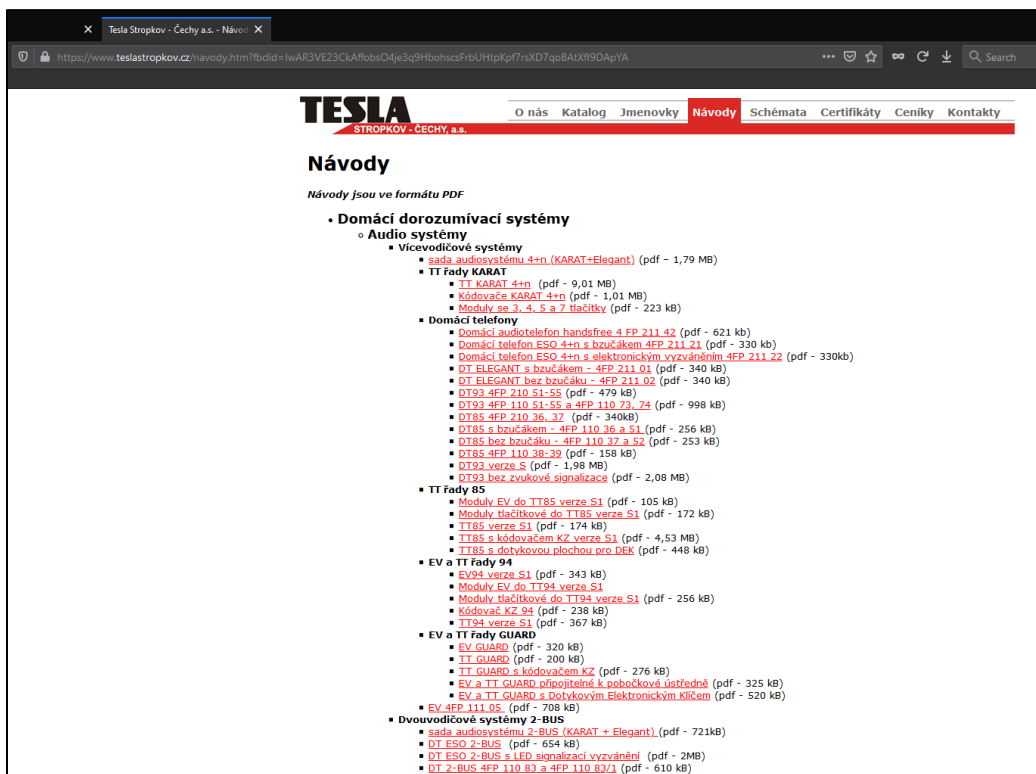 Tesla Stropkov - Čechy a.s. - Návod
https://www.teslastropkov.cz/navody.htm?fbclid=IwAR3VE23CkAffobsO4je3q9HbohscsFrbUHtpKpf7rsXD7qo8AtXfl9DApYA
Search
TESLA
STROPKOV - ČECHY, a.s.
O nás Katalog Jmenovky Návody Schémata Certifikáty Ceníky Kontakty
Návody
Návody jsou ve formátu PDF
Domácí dorozumívací systémy
Audio systémy
Vícevodičové systémy
sada audiosystému 4+n (KARAT+Elegant) (pdf – 1,79 MB)
TT řady KARAT
TT KARAT 4+n (pdf - 9,01 MB)
Kódovače KARAT 4+n (pdf - 1,01 MB)
Moduly se 3, 4, 5 a 7 tlačítky (pdf - 223 kB)
Domácí telefony
Domácí audiotelefon handsfree 4 FP 211 42 (pdf - 621 kb)
Domácí telefon ESO 4+n s bzučákem 4FP 211 21 (pdf - 330 kb)
Domácí telefon ESO 4+n s elektronickým vyzváněním 4FP 211 22 (pdf - 330kb)
DT ELEGANT s bzučákem - 4FP 211 01 (pdf - 340 kB)
DT ELEGANT bez bzučáku - 4FP 211 02 (pdf - 340 kB)
DT93 4FP 210 51-55 (pdf - 479 kB)
DT93 4FP 110 51-55 a 4FP 110 73, 74 (pdf - 998 kB)
DT85 4FP 210 36, 37 (pdf - 340kB)
DT85 s bzučákem - 4FP 110 36 a 51 (pdf - 256 kB)
DT85 bez bzučáku - 4FP 110 37 a 52 (pdf - 253 kB)
DT85 4FP 110 38-39 (pdf - 158 kB)
DT93 verze S (pdf - 1,98 MB)
DT93 bez zvukové signalizace (pdf - 2,08 MB)
TT řady 85
Moduly EV do TT85 verze S1 (pdf - 105 kB)
Moduly tlačítkové do TT85 verze S1 (pdf - 172 kB)
TT85 verze S1 (pdf - 174 kB)
TT85 s kódovačem KZ verze S1 (pdf - 4,53 MB)
TT85 s dotykovou plochou pro DEK (pdf - 448 kB)
EV a TT řady 94
EV94 verze S1 (pdf - 343 kB)
Moduly EV do TT94 verze S1
Moduly tlačítkové do TT94 verze S1 (pdf - 256 kB)
Kódovač KZ 94 (pdf - 238 kB)
TT94 verze S1 (pdf - 367 kB)
EV a TT řady GUARD
EV GUARD (pdf - 320 kB)
TT GUARD (pdf - 200 kB)
TT GUARD s kódovačem KZ (pdf - 276 kB)
EV a TT GUARD připojitelné k pobočkové ústředně (pdf - 325 kB)
EV a TT GUARD s Dotykovým Elektronickým Klíčem (pdf - 520 kB)
EV 4FP 111 05 (pdf - 708 kB)
Dvouvodičové systémy 2-BUS
sada audiosystému 2-BUS (KARAT + Elegant) (pdf - 721kB)
DT ESO 2-BUS (pdf - 654 kB)
DT ESO 2-BUS s LED signalizací vyzvánění (pdf - 2MB)
DT 2-BUS 4FP 110 83 a 4FP 110 83/1 (pdf - 610 kB)